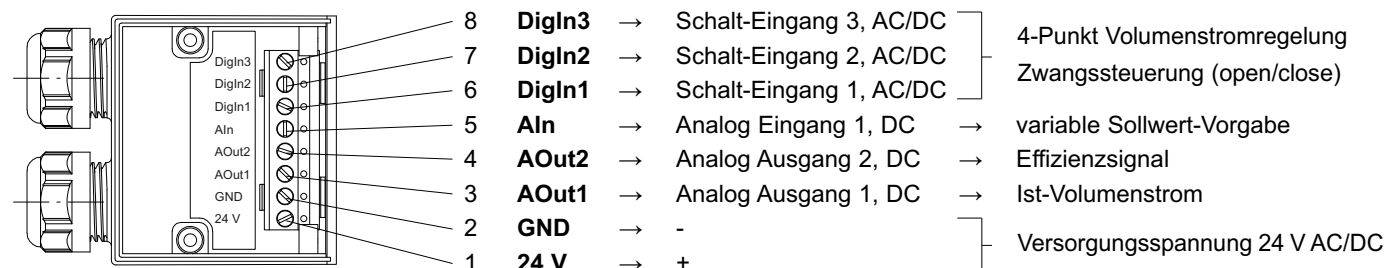 DigIn3
DigIn2
DigIn1
AIn
AOut2
AOut1
GND
24 V
8 DigIn3 → Schalt-Eingang 3, AC/DC
7 DigIn2 → Schalt-Eingang 2, AC/DC
6 DigIn1 → Schalt-Eingang 1, AC/DC
4-Punkt Volumenstromregelung
Zwangssteuerung (open/close)
5 AIn → Analog Eingang 1, DC → variable Sollwert-Vorgabe
4 AOut2 → Analog Ausgang 2, DC → Effizienzsignal
3 AOut1 → Analog Ausgang 1, DC → Ist-Volumenstrom
2 GND → -
1 24 V → +
Versorgungsspannung 24 V AC/DC